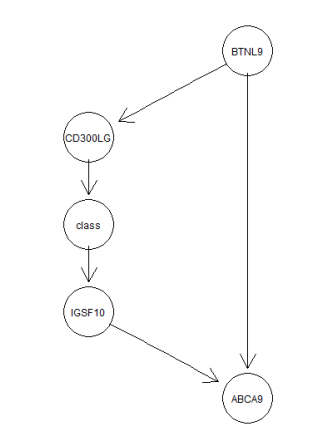 BTNL9
CD300LG
class
IGSF10
ABCA9